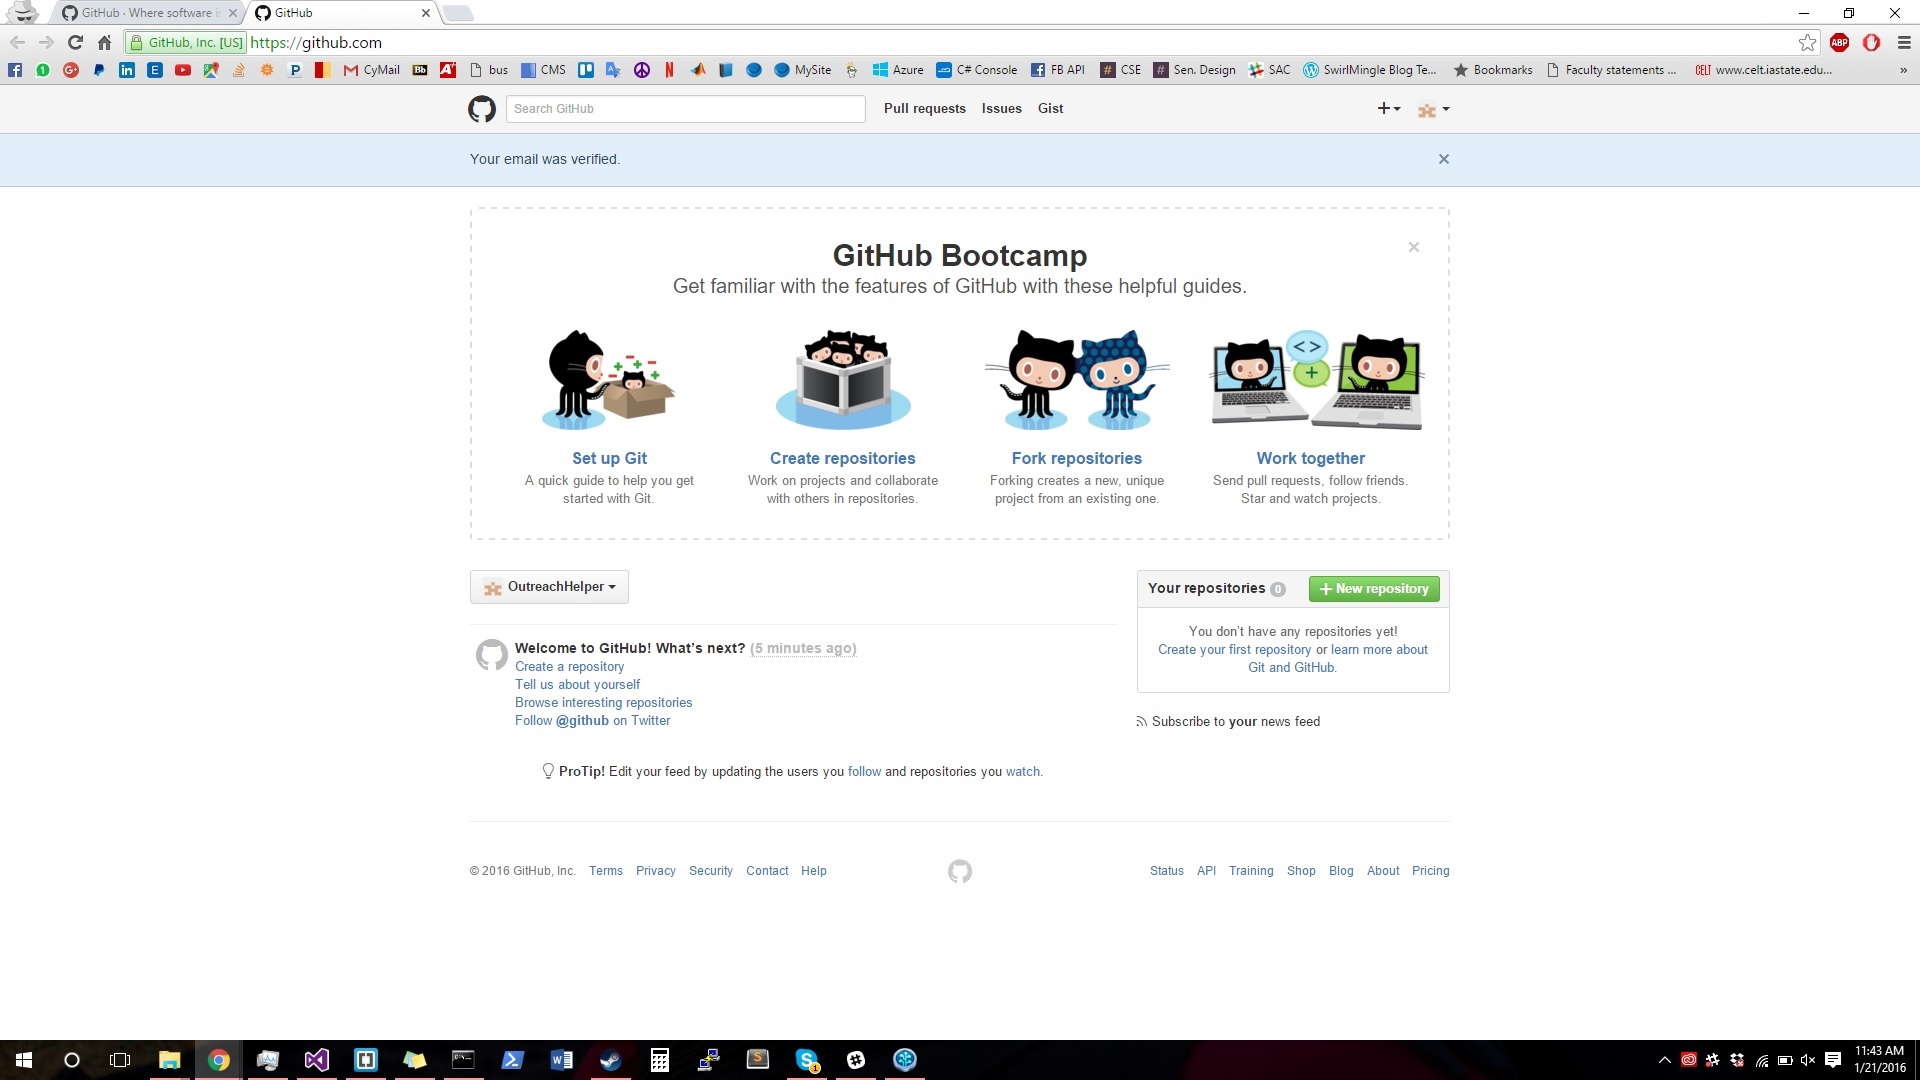 GitHub · Where software is
GitHub
GitHub, Inc. [US] https://github.com
ABP
CyMail Bb bus CMS MySite Azure C# Console FB API CSE Sen. Design SAC SwirlMingle Blog Te... Bookmarks Faculty statements ... CELT www.celt.iastate.edu... »
Search GitHub Pull requests Issues Gist
Your email was verified.
GitHub Bootcamp
Get familiar with the features of GitHub with these helpful guides.
Set up Git
A quick guide to help you get
started with Git.
Create repositories
Work on projects and collaborate
with others in repositories.
Fork repositories
Forking creates a new, unique
project from an existing one.
Work together
Send pull requests, follow friends.
Star and watch projects.
OutreachHelper
Welcome to GitHub! What’s next? (5 minutes ago)
Create a repository
Tell us about yourself
Browse interesting repositories
Follow @github on Twitter
ProTip! Edit your feed by updating the users you follow and repositories you watch.
Your repositories 0 New repository
You don’t have any repositories yet!
Create your first repository or learn more about
Git and GitHub.
Subscribe to your news feed
© 2016 GitHub, Inc. Terms Privacy Security Contact Help
Status API Training Shop Blog About Pricing
11:43 AM
1/21/2016